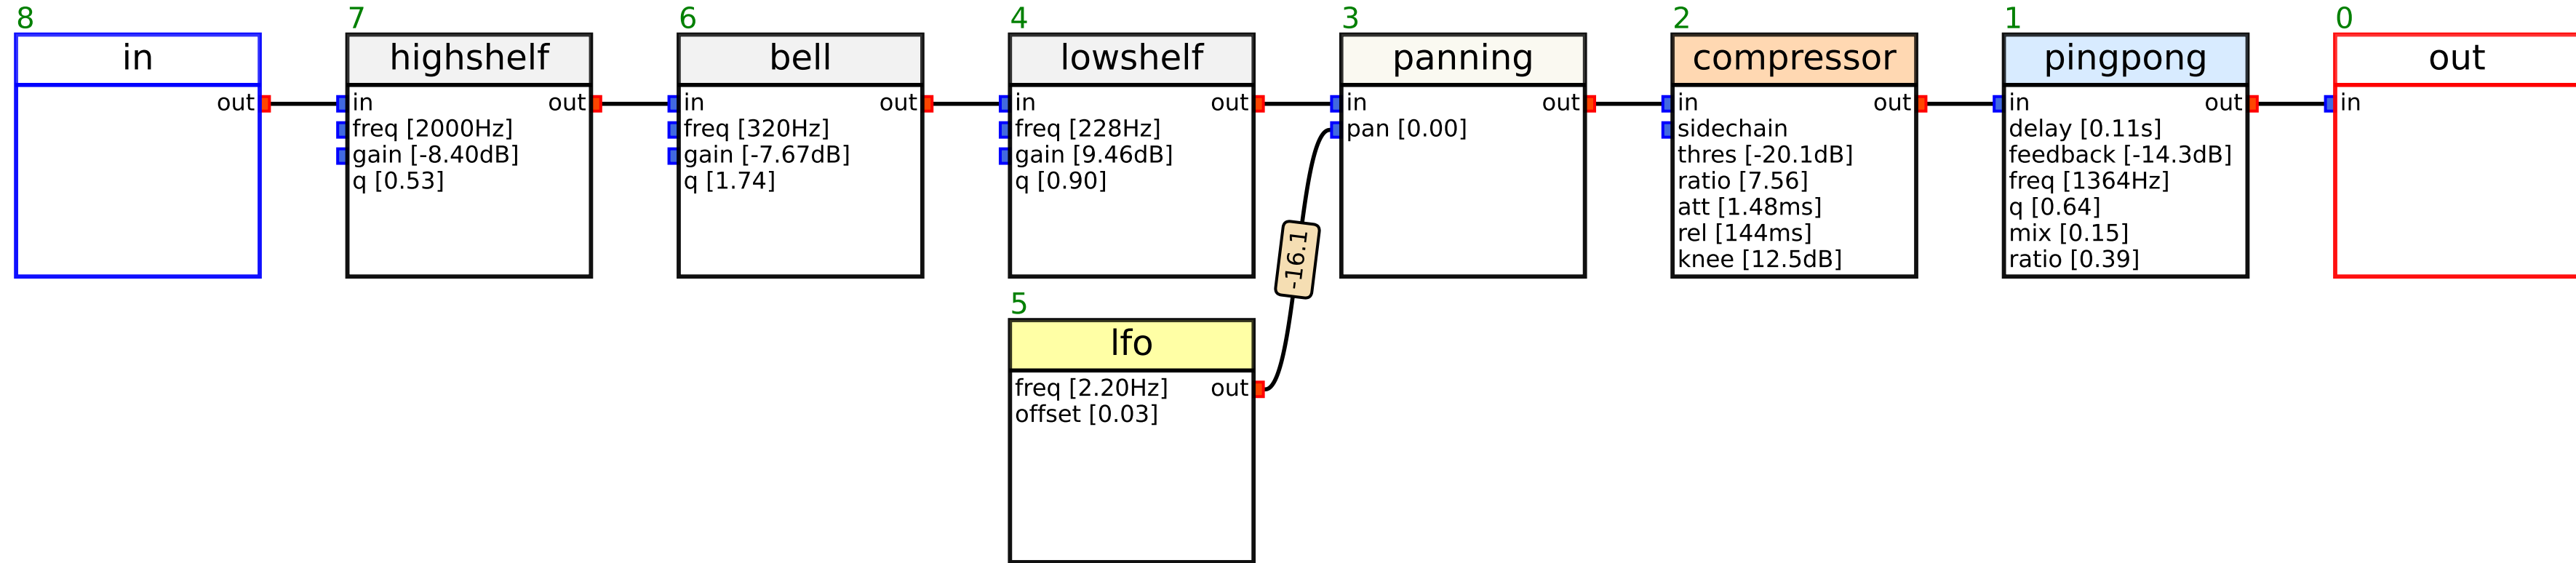 8
in
out
7
highshelf
in out
freq [2000Hz]
gain [-8.40dB]
q [0.53]
6
bell
in out
freq [320Hz]
gain [-7.67dB]
q [1.74]
4
lowshelf
in out
freq [228Hz]
gain [9.46dB]
q [0.90]
5
lfo
freq [2.20Hz] out
offset [0.03]
-16.1
3
panning
in out
pan [0.00]
2
compressor
in out
sidechain
thres [-20.1dB]
ratio [7.56]
att [1.48ms]
rel [144ms]
knee [12.5dB]
1
pingpong
in out
delay [0.11s]
feedback [-14.3dB]
freq [1364Hz]
q [0.64]
mix [0.15]
ratio [0.39]
0
out
in